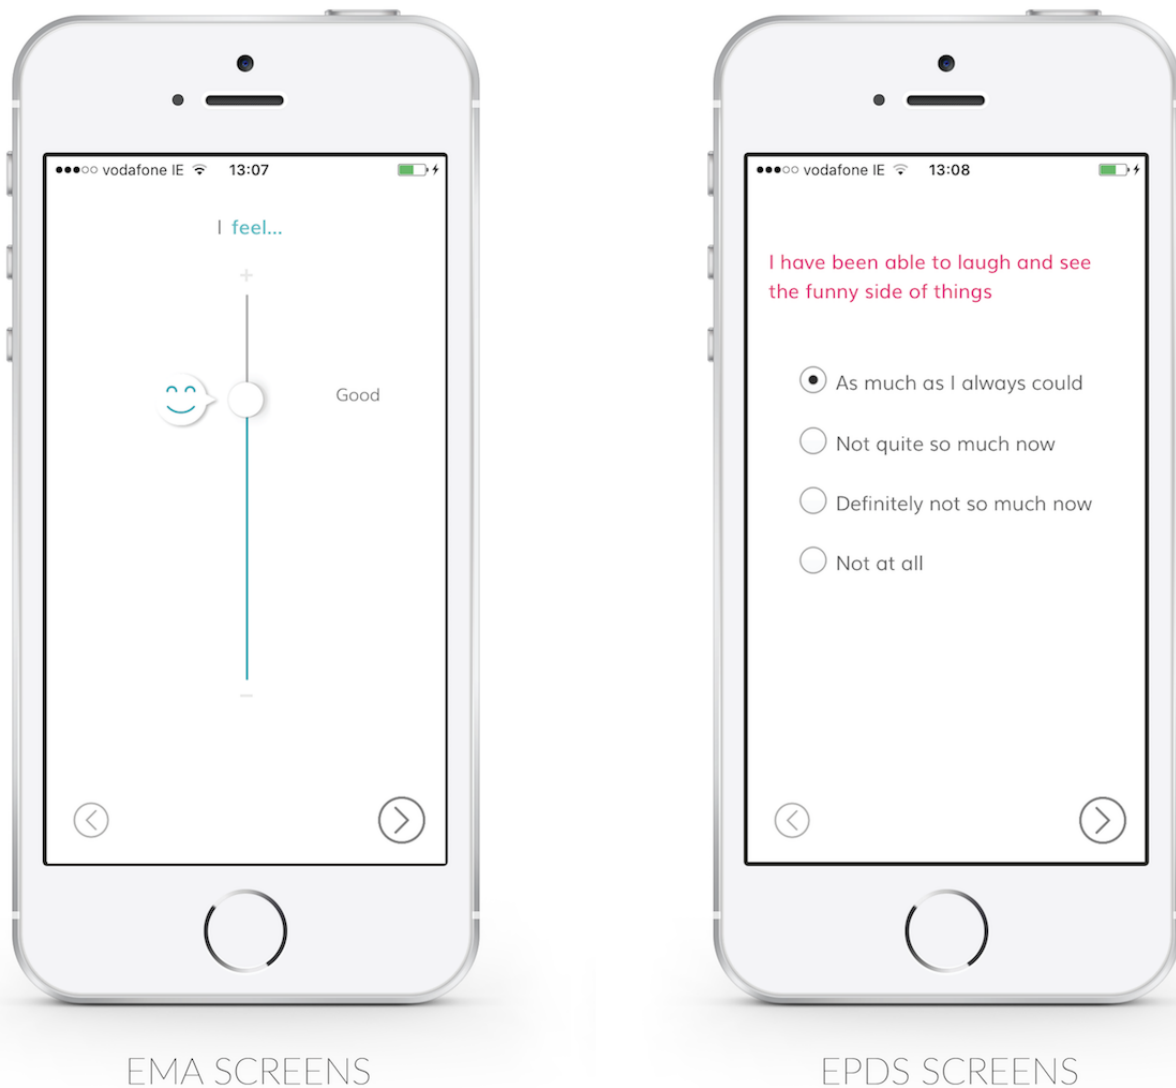 vodafone IE 13:07
I feel...
+
Good
−
EMA SCREENS
vodafone IE 13:08
I have been able to laugh and see
the funny side of things
As much as I always could
Not quite so much now
Definitely not so much now
Not at all
EPDS SCREENS